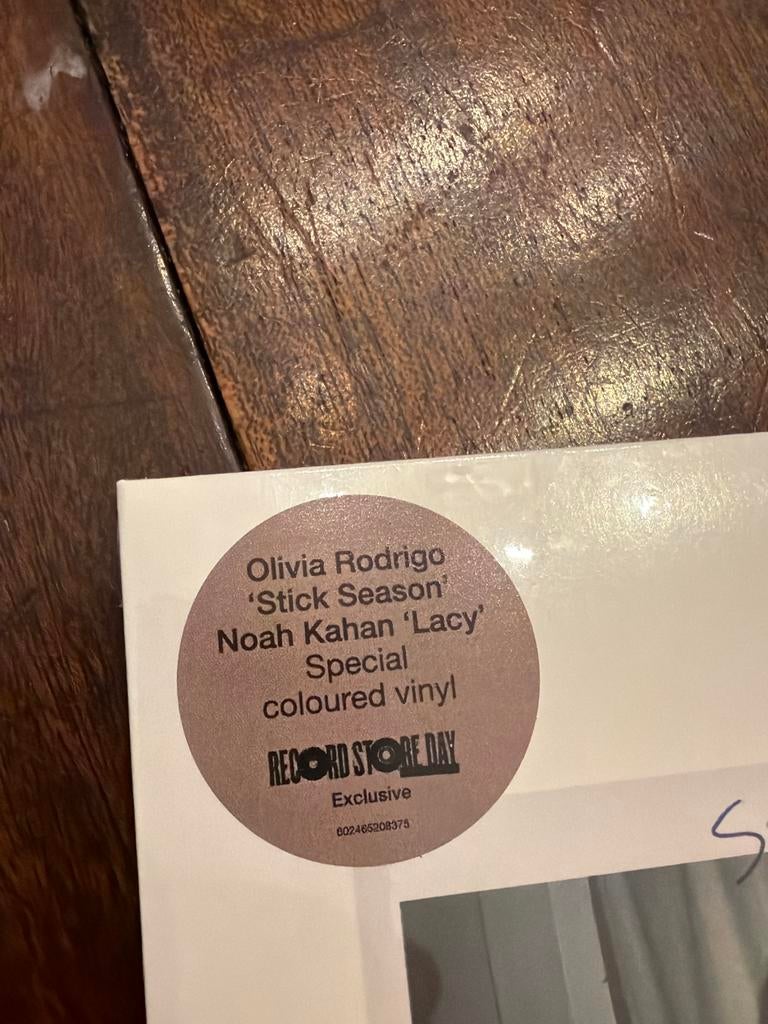 Olivia Rodrigo
‘Stick Season’
Noah Kahan ‘Lacy’
Special
coloured vinyl
RECORD STORE DAY
Exclusive
602465208375